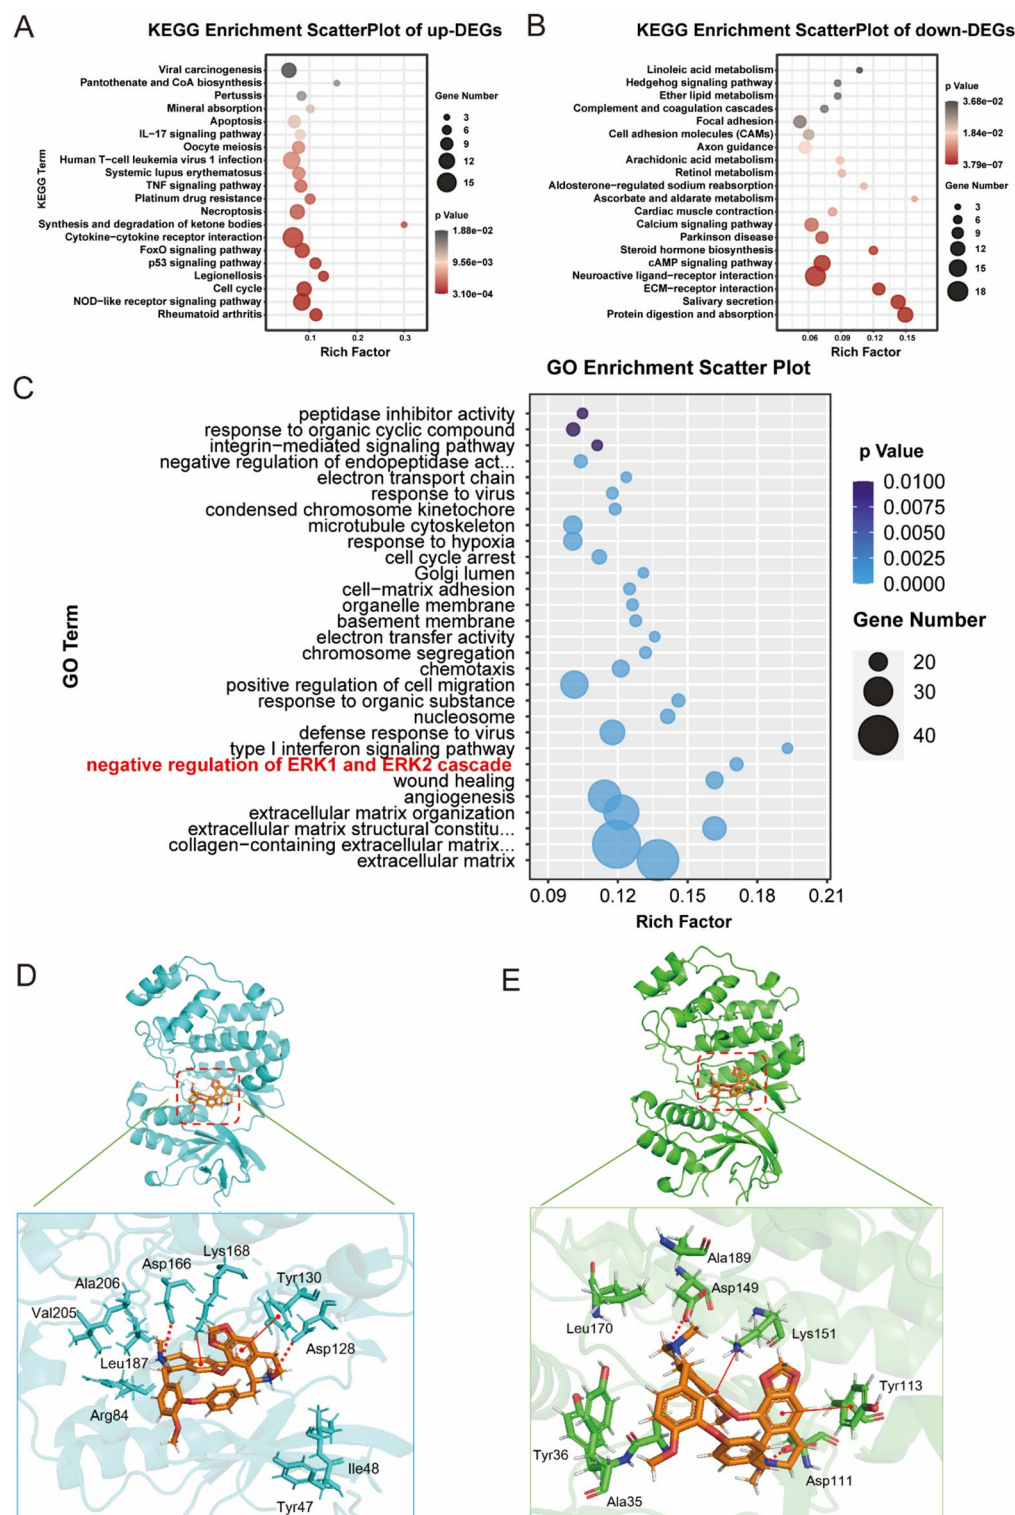 A
KEGG Enrichment ScatterPlot of up-DEGs
KEGG Term
Viral carcinogenesis
Pantothenate and CoA biosynthesis
Pertussis
Mineral absorption
Apoptosis
IL−17 signaling pathway
Oocyte meiosis
Human T−cell leukemia virus 1 infection
Systemic lupus erythematosus
TNF signaling pathway
Platinum drug resistance
Necroptosis
Synthesis and degradation of ketone bodies
Cytokine−cytokine receptor interaction
FoxO signaling pathway
p53 signaling pathway
Legionellosis
Cell cycle
NOD−like receptor signaling pathway
Rheumatoid arthritis
0.1 0.2 0.3
Rich Factor
Gene Number
3
6
9
12
15
p Value
1.88e−02
9.56e−03
3.10e−04
B
KEGG Enrichment ScatterPlot of down-DEGs
Linoleic acid metabolism
Hedgehog signaling pathway
Ether lipid metabolism
Complement and coagulation cascades
Focal adhesion
Cell adhesion molecules (CAMs)
Axon guidance
Arachidonic acid metabolism
Retinol metabolism
Aldosterone−regulated sodium reabsorption
Ascorbate and aldarate metabolism
Cardiac muscle contraction
Calcium signaling pathway
Parkinson disease
Steroid hormone biosynthesis
cAMP signaling pathway
Neuroactive ligand−receptor interaction
ECM−receptor interaction
Salivary secretion
Protein digestion and absorption
0.06 0.09 0.12 0.15
Rich Factor
p Value
3.68e−02
1.84e−02
3.79e−07
Gene Number
3
6
9
12
15
18
C
GO Enrichment Scatter Plot
GO Term
peptidase inhibitor activity
response to organic cyclic compound
integrin−mediated signaling pathway
negative regulation of endopeptidase act...
electron transport chain
response to virus
condensed chromosome kinetochore
microtubule cytoskeleton
response to hypoxia
cell cycle arrest
Golgi lumen
cell−matrix adhesion
organelle membrane
basement membrane
electron transfer activity
chromosome segregation
chemotaxis
positive regulation of cell migration
response to organic substance
nucleosome
defense response to virus
type I interferon signaling pathway
negative regulation of ERK1 and ERK2 cascade
wound healing
angiogenesis
extracellular matrix organization
extracellular matrix structural constitu...
collagen−containing extracellular matrix...
extracellular matrix
0.09 0.12 0.15 0.18 0.21
Rich Factor
p Value
0.0100
0.0075
0.0050
0.0025
0.0000
Gene Number
20
30
40
D
Lys168
Asp166
Ala206
Tyr130
Val205
Asp128
Leu187
Arg84
Ile48
Tyr47
E
Ala189
Asp149
Leu170
Lys151
Tyr113
Tyr36
Asp111
Ala35